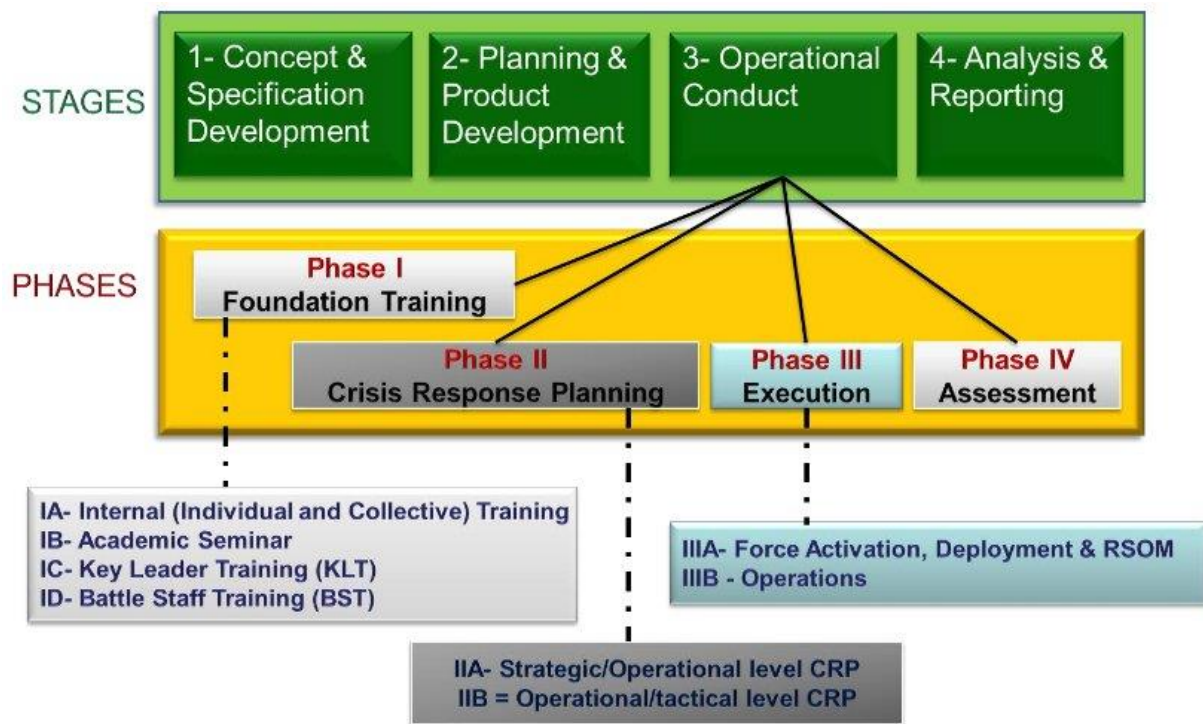 STAGES
1- Concept &
Specification
Development
2- Planning &
Product
Development
3- Operational
Conduct
4- Analysis &
Reporting
PHASES
Phase I
Foundation Training
Phase II
Crisis Response Planning
Phase III
Execution
Phase IV
Assessment
IA- Internal (Individual and Collective) Training
IB- Academic Seminar
IC- Key Leader Training (KLT)
ID- Battle Staff Training (BST)
IIIA- Force Activation, Deployment & RSOM
IIIB - Operations
IIA- Strategic/Operational level CRP
IIB = Operational/tactical level CRP